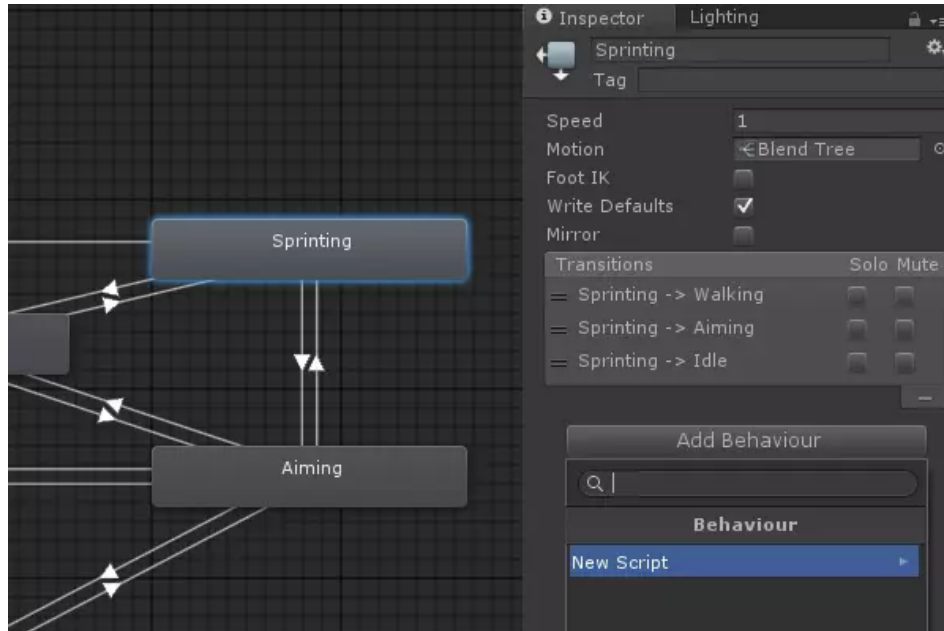 Inspector Lighting
Sprinting
Tag
Speed 1
Motion Blend Tree
Foot IK
Write Defaults
Mirror
Transitions Solo Mute
Sprinting -> Walking
Sprinting -> Aiming
Sprinting -> Idle
Add Behaviour
Behaviour
New Script
Sprinting
Aiming